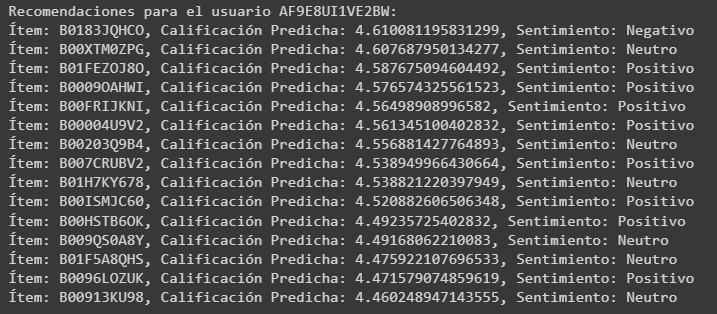 Recomendaciones para el usuario AF9E8UI1VE2BW:
Ítem: B0183JQHCO, Calificación Predicha: 4.610081195831299, Sentimiento: Negativo
Ítem: B00XTM0ZPG, Calificación Predicha: 4.607687950134277, Sentimiento: Neutro
Ítem: B01FEZOJ8O, Calificación Predicha: 4.587675094604492, Sentimiento: Positivo
Ítem: B0009OAHWI, Calificación Predicha: 4.576574325561523, Sentimiento: Positivo
Ítem: B00FRIJKNI, Calificación Predicha: 4.56498908996582, Sentimiento: Positivo
Ítem: B00004U9V2, Calificación Predicha: 4.561345100402832, Sentimiento: Positivo
Ítem: B00203Q9B4, Calificación Predicha: 4.556881427764893, Sentimiento: Neutro
Ítem: B007CRUBV2, Calificación Predicha: 4.538949966430664, Sentimiento: Positivo
Ítem: B01H7KY678, Calificación Predicha: 4.538821220397949, Sentimiento: Neutro
Ítem: B00ISMJC60, Calificación Predicha: 4.520882606506348, Sentimiento: Positivo
Ítem: B00HSTB6OK, Calificación Predicha: 4.49235725402832, Sentimiento: Positivo
Ítem: B009QS0A8Y, Calificación Predicha: 4.49168062210083, Sentimiento: Neutro
Ítem: B01F5A8QHS, Calificación Predicha: 4.475922107696533, Sentimiento: Neutro
Ítem: B0096LOZUK, Calificación Predicha: 4.471579074859619, Sentimiento: Positivo
Ítem: B00913KU98, Calificación Predicha: 4.460248947143555, Sentimiento: Neutro